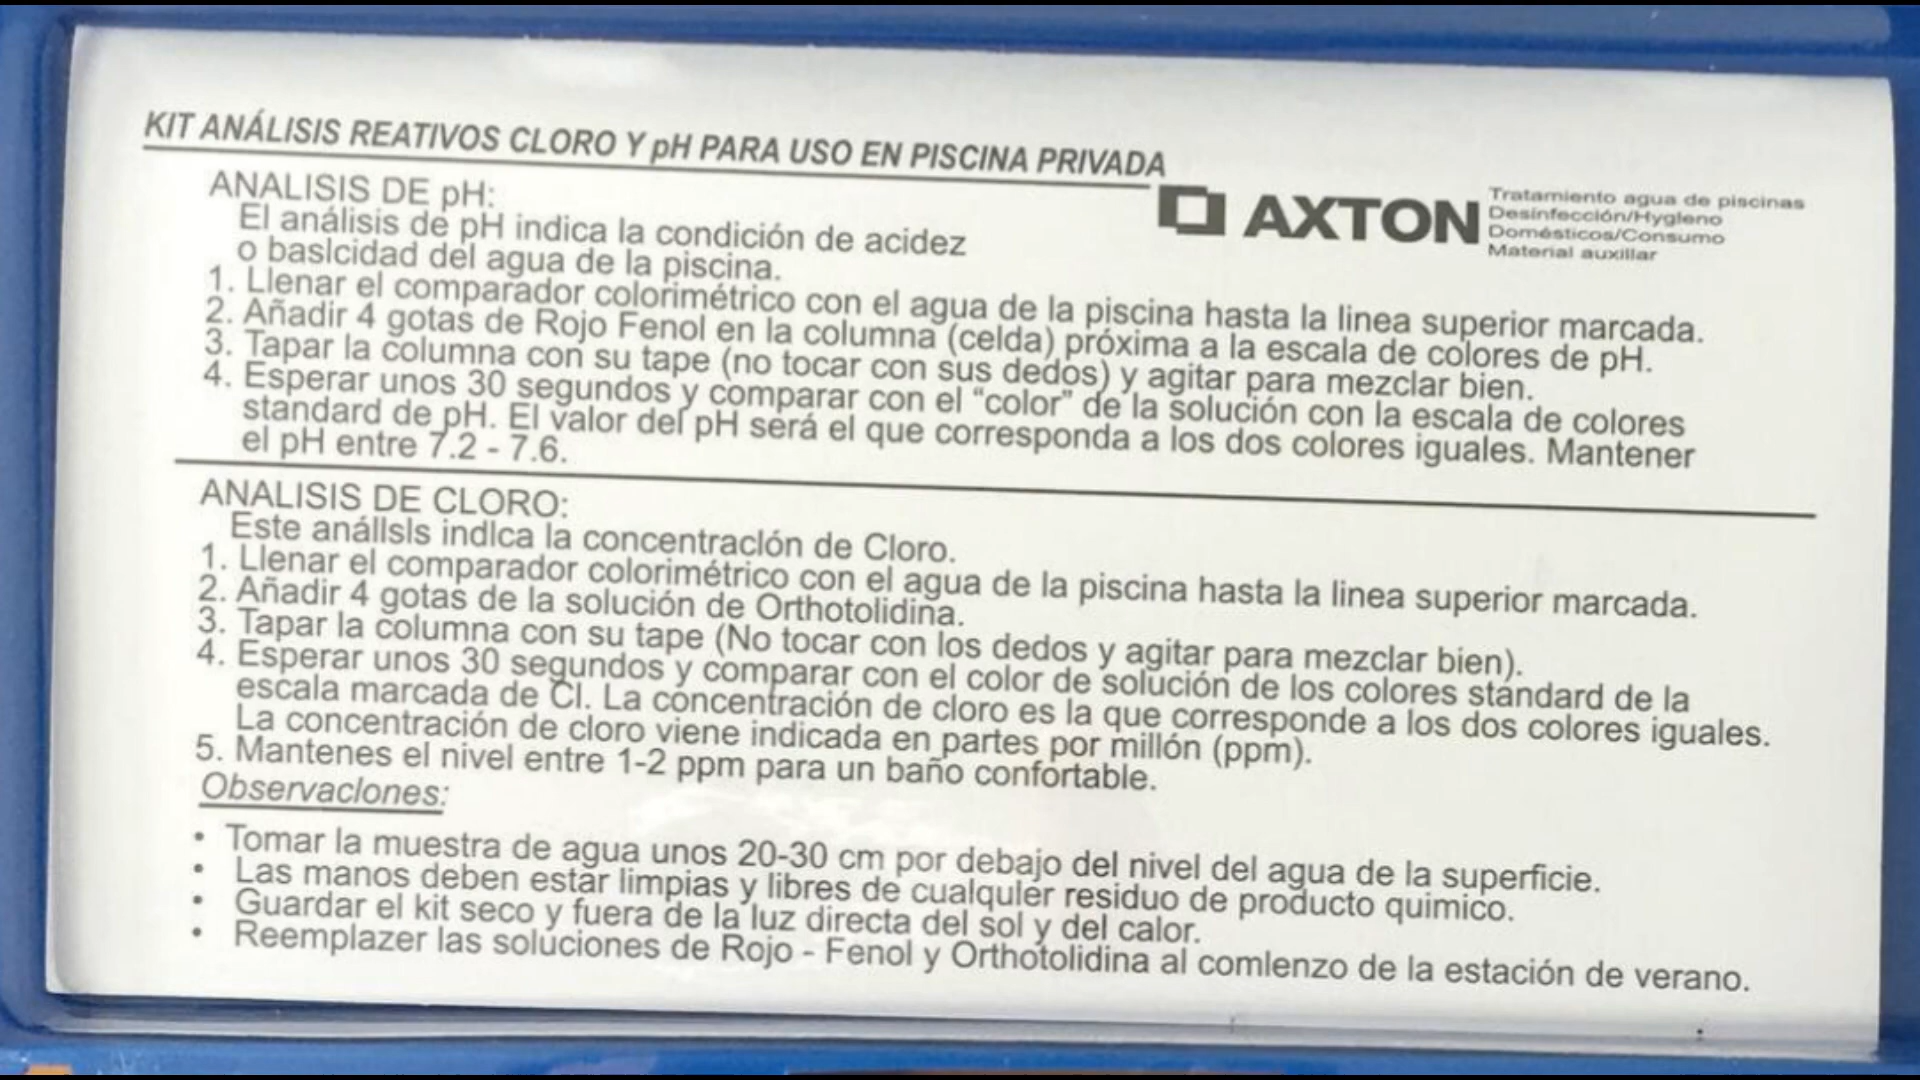 KIT ANÁLISIS REATIVOS CLORO Y pH PARA USO EN PISCINA PRIVADA
AXTON
Tratamiento agua de piscinas
Desinfección/Hygleno
Domésticos/Consumo
Material auxillar
ANALISIS DE pH:
El análisis de pH indica la condición de acidez
o baslcidad del agua de la piscina.
1. Llenar el comparador colorimétrico con el agua de la piscina hasta la linea superior marcada.
2. Añadir 4 gotas de Rojo Fenol en la columna (celda) próxima a la escala de colores de pH.
3. Tapar la columna con su tape (no tocar con sus dedos) y agitar para mezclar bien.
4. Esperar unos 30 segundos y comparar con el "color" de la solución con la escala de colores
standard de pH. El valor del pH será el que corresponda a los dos colores iguales. Mantener
el pH entre 7.2 - 7.6.
ANALISIS DE CLORO:
Este anállsls indlca la concentraclón de Cloro.
1. Llenar el comparador colorimétrico con el agua de la piscina hasta la linea superior marcada.
2. Añadir 4 gotas de la solución de Orthotolidina.
3. Tapar la columna con su tape (No tocar con los dedos y agitar para mezclar bien).
4. Esperar unos 30 segundos y comparar con el color de solución de los colores standard de la
escala marcada de Cl. La concentración de cloro es la que corresponde a los dos colores iguales.
La concentración de cloro viene indicada en partes por millón (ppm).
5. Mantenes el nivel entre 1-2 ppm para un baño confortable.
Observaclones:
• Tomar la muestra de agua unos 20-30 cm por debajo del nivel del agua de la superficie.
• Las manos deben estar limpias y libres de cualquier residuo de producto quimico.
• Guardar el kit seco y fuera de la luz directa del sol y del calor.
• Reemplazer las soluciones de Rojo - Fenol y Orthotolidina al comlenzo de la estación de verano.